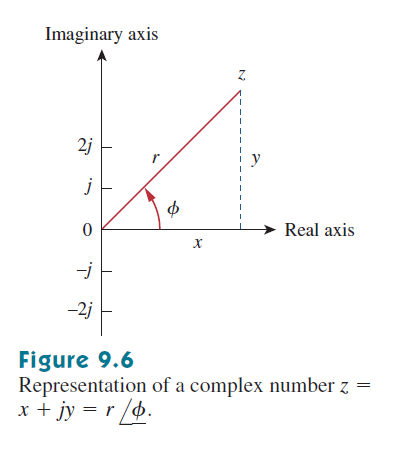 Imaginary axis
z
2j
r
y
j
ϕ
0
Real axis
x
–j
–2j
Figure 9.6
Representation of a complex number z =
x + jy = r /ϕ.